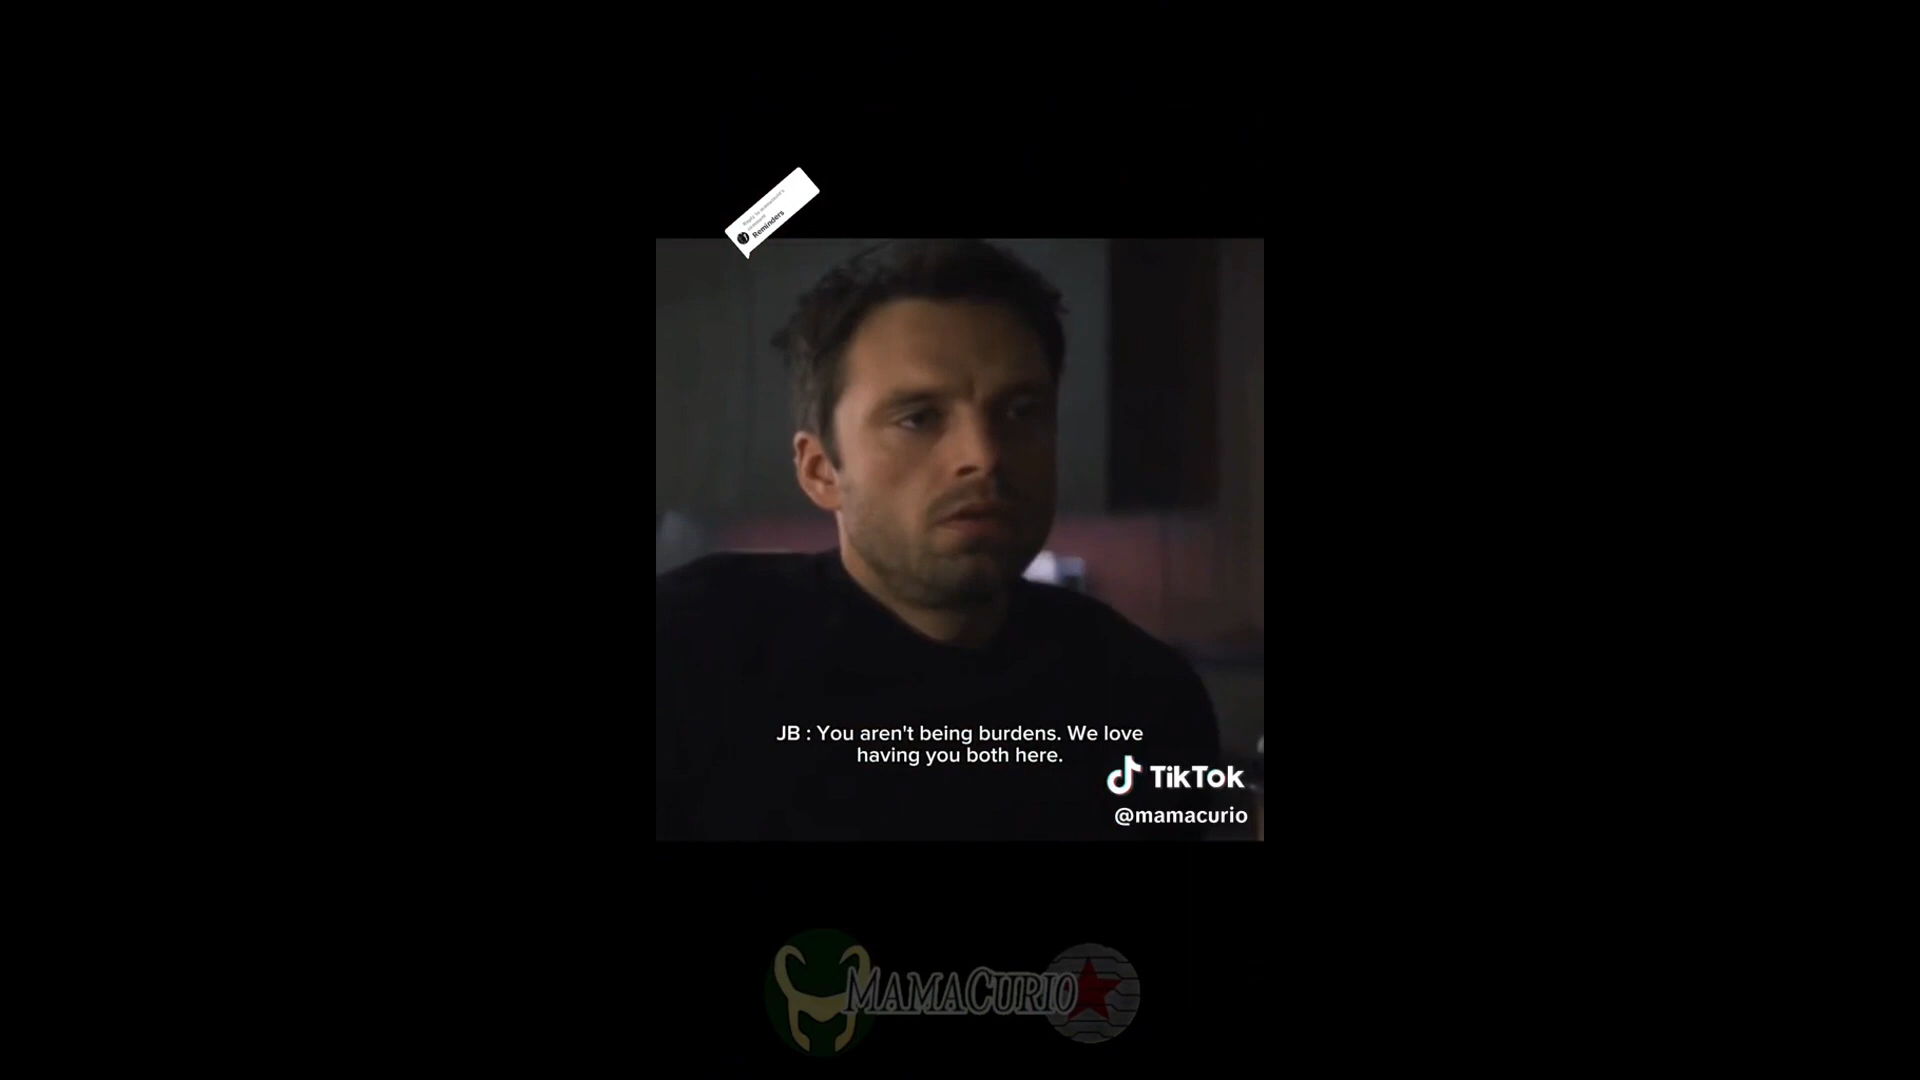 Reminders
JB : You aren't being burdens. We love
having you both here.
TikTok
@mamacurio
MAMACURIO